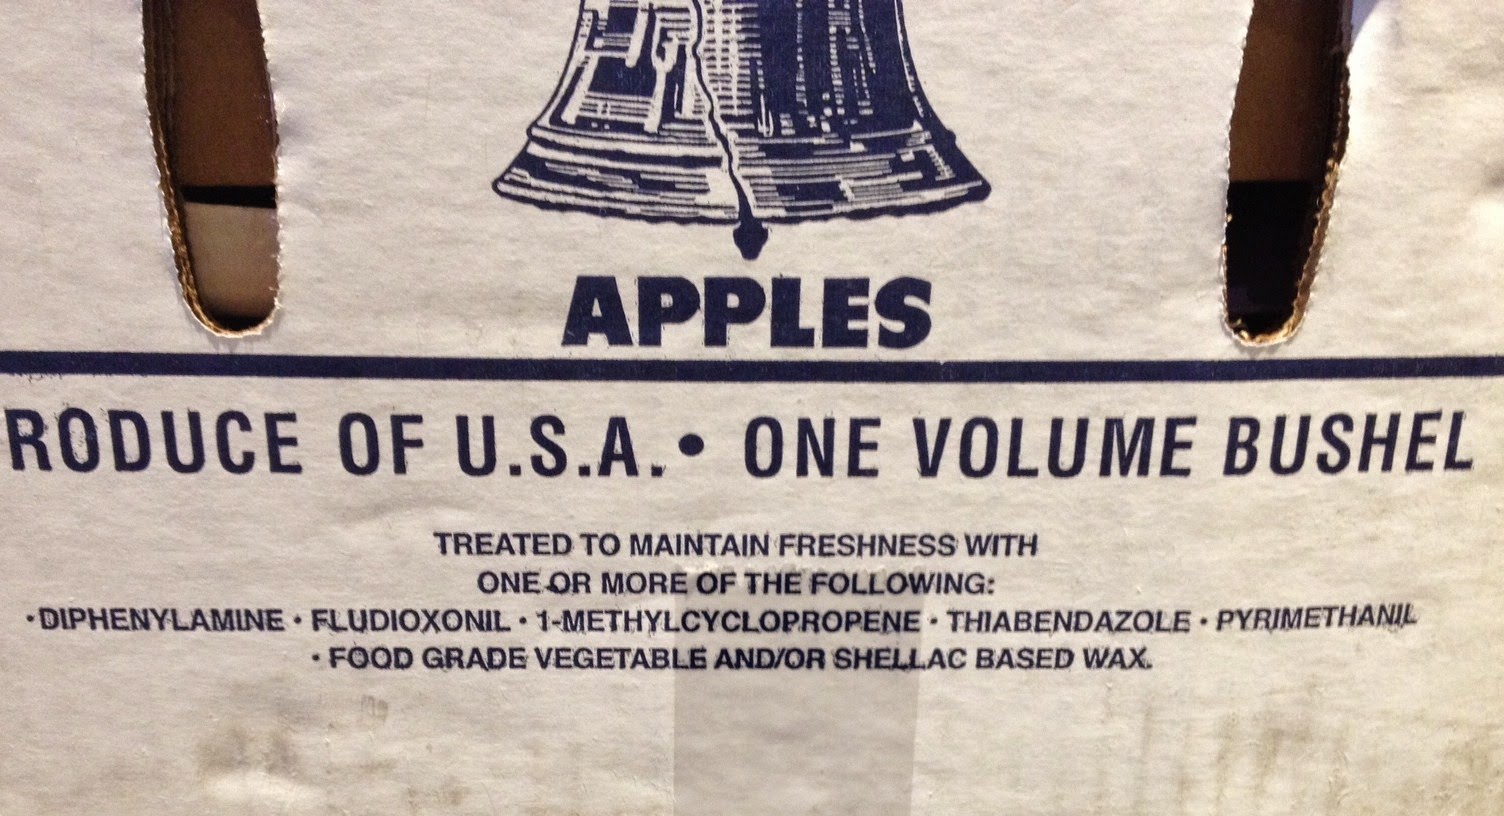 APPLES
RODUCE OF U.S.A. • ONE VOLUME BUSHEL
TREATED TO MAINTAIN FRESHNESS WITH
ONE OR MORE OF THE FOLLOWING:
•DIPHENYLAMINE • FLUDIOXONIL • 1-METHYLCYCLOPROPENE • THIABENDAZOLE • PYRIMETHANIL
• FOOD GRADE VEGETABLE AND/OR SHELLAC BASED WAX.